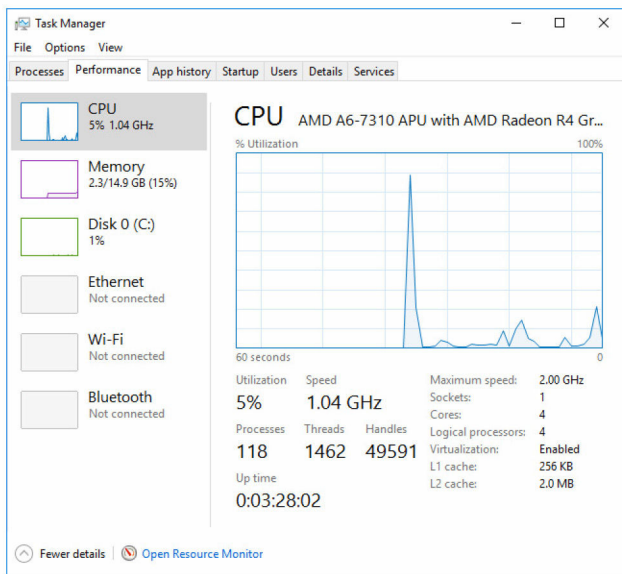 Task Manager
File Options View
Processes Performance App history Startup Users Details Services
CPU
5% 1.04 GHz
Memory
2.3/14.9 GB (15%)
Disk 0 (C:)
1%
Ethernet
Not connected
Wi-Fi
Not connected
Bluetooth
Not connected
CPU AMD A6-7310 APU with AMD Radeon R4 Gr...
% Utilization 100%
60 seconds 0
Utilization Speed
5% 1.04 GHz
Processes Threads Handles
118 1462 49591
Up time
0:03:28:02
Maximum speed: 2.00 GHz
Sockets: 1
Cores: 4
Logical processors: 4
Virtualization: Enabled
L1 cache: 256 KB
L2 cache: 2.0 MB
Fewer details Open Resource Monitor